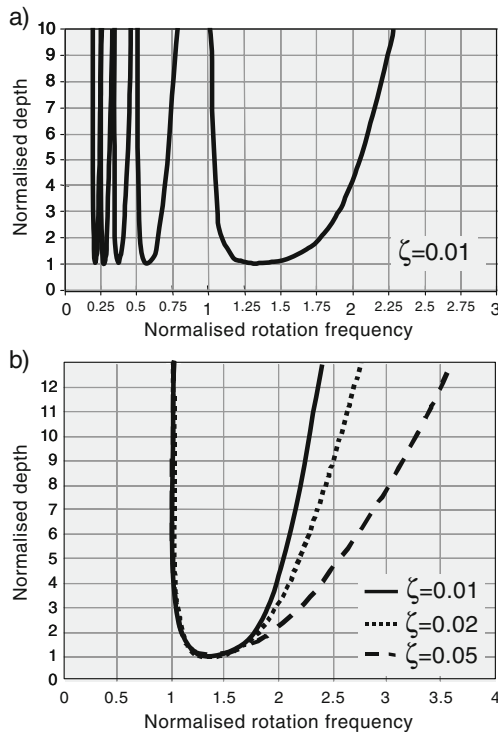 a)
Normalised depth
10
9
8
7
6
5
4
3
2
1
0
ζ=0.01
0 0.25 0.5 0.75 1 1.25 1.5 1.75 2 2.25 2.5 2.75 3
Normalised rotation frequency
b)
Normalised depth
12
11
10
9
8
7
6
5
4
3
2
1
0
ζ=0.01
ζ=0.02
ζ=0.05
0 0.5 1 1.5 2 2.5 3 3.5 4
Normalised rotation frequency